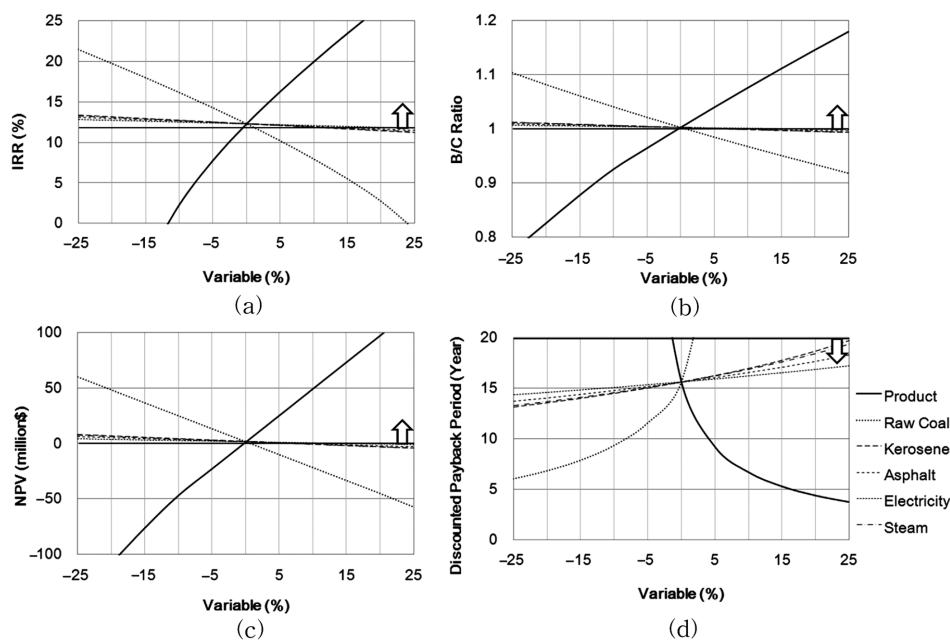 25
20
15
10
5
0
IRR (%)
−25 −15 −5 5 15 25
Variable (%)
(a)
1.2
1.1
1
0.9
0.8
B/C Ratio
−25 −15 −5 5 15 25
Variable (%)
(b)
100
50
0
−50
−100
NPV (million$)
−25 −15 −5 5 15 25
Variable (%)
(c)
20
15
10
5
0
Discounted Payback Period (Year)
−25 −15 −5 5 15 25
Variable (%)
(d)
Product
Raw Coal
Kerosene
Asphalt
Electricity
Steam